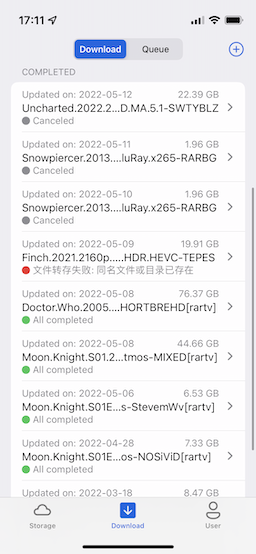 17:11
Download
Queue
COMPLETED
Updated on: 2022-05-12 22.39 GB
Uncharted.2022.2...D.MA.5.1-SWTYBLZ
Canceled
Updated on: 2022-05-11 1.96 GB
Snowpiercer.2013....luRay.x265-RARBG
Canceled
Updated on: 2022-05-10 1.96 GB
Snowpiercer.2013....luRay.x265-RARBG
Canceled
Updated on: 2022-05-09 19.91 GB
Finch.2021.2160p....HDR.HEVC-TEPES
文件转存失败: 同名文件或目录已存在
Updated on: 2022-05-08 76.37 GB
Doctor.Who.2005....HORTBREHD[rartv]
All completed
Updated on: 2022-05-08 44.66 GB
Moon.Knight.S01.2...tmos-MIXED[rartv]
All completed
Updated on: 2022-05-06 6.53 GB
Moon.Knight.S01E...s-StevemWv[rartv]
All completed
Updated on: 2022-04-28 7.33 GB
Moon.Knight.S01E...os-NOSiViD[rartv]
All completed
Updated on: 2022-03-18 8.47 GB
Storage
Download
User